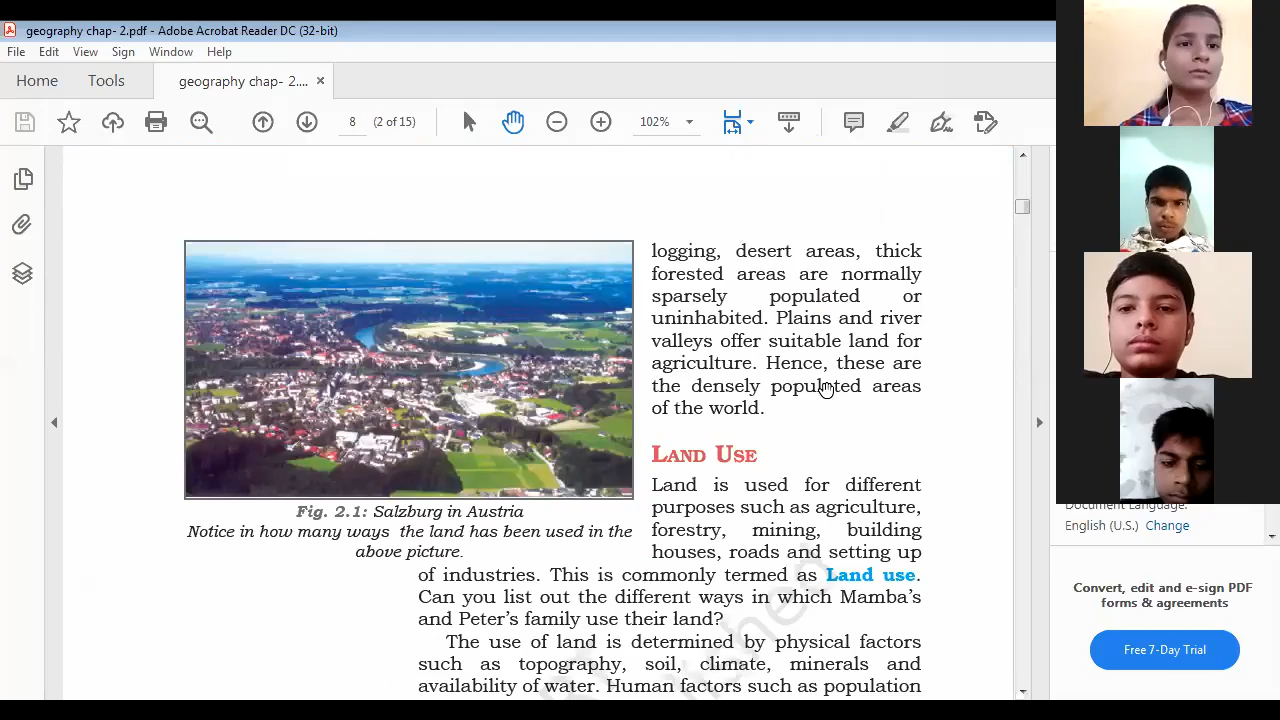 geography chap- 2.pdf - Adobe Acrobat Reader DC (32-bit)
File Edit View Sign Window Help
Home Tools geography chap- 2.... ×
8 (2 of 15) 102%
logging, desert areas, thick
forested areas are normally
sparsely populated or
uninhabited. Plains and river
valleys offer suitable land for
agriculture. Hence, these are
the densely populated areas
of the world.
LAND USE
Land is used for different
purposes such as agriculture,
forestry, mining, building
houses, roads and setting up
of industries. This is commonly termed as Land use.
Can you list out the different ways in which Mamba's
and Peter's family use their land?
The use of land is determined by physical factors
such as topography, soil, climate, minerals and
availability of water. Human factors such as population
Fig. 2.1: Salzburg in Austria
Notice in how many ways the land has been used in the
above picture.
Document Language:
English (U.S.) Change
Convert, edit and e-sign PDF
forms & agreements
Free 7-Day Trial